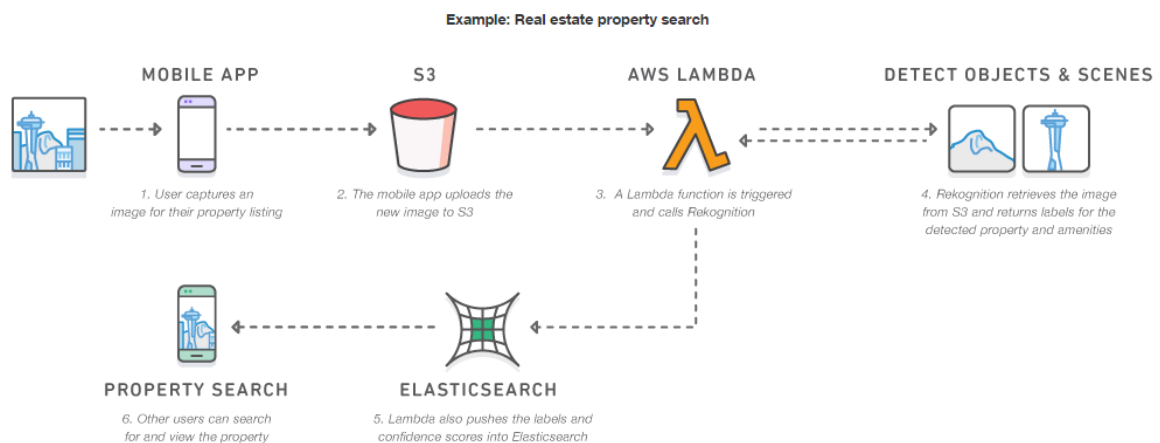 Example: Real estate property search
MOBILE APP
S3
AWS LAMBDA
DETECT OBJECTS & SCENES
1. User captures an
image for their property listing
2. The mobile app uploads the
new image to S3
3. A Lambda function is triggered
and calls Rekognition
4. Rekognition retrieves the image
from S3 and returns labels for the
detected property and amenities
PROPERTY SEARCH
ELASTICSEARCH
6. Other users can search
for and view the property
5. Lambda also pushes the labels and
confidence scores into Elasticsearch